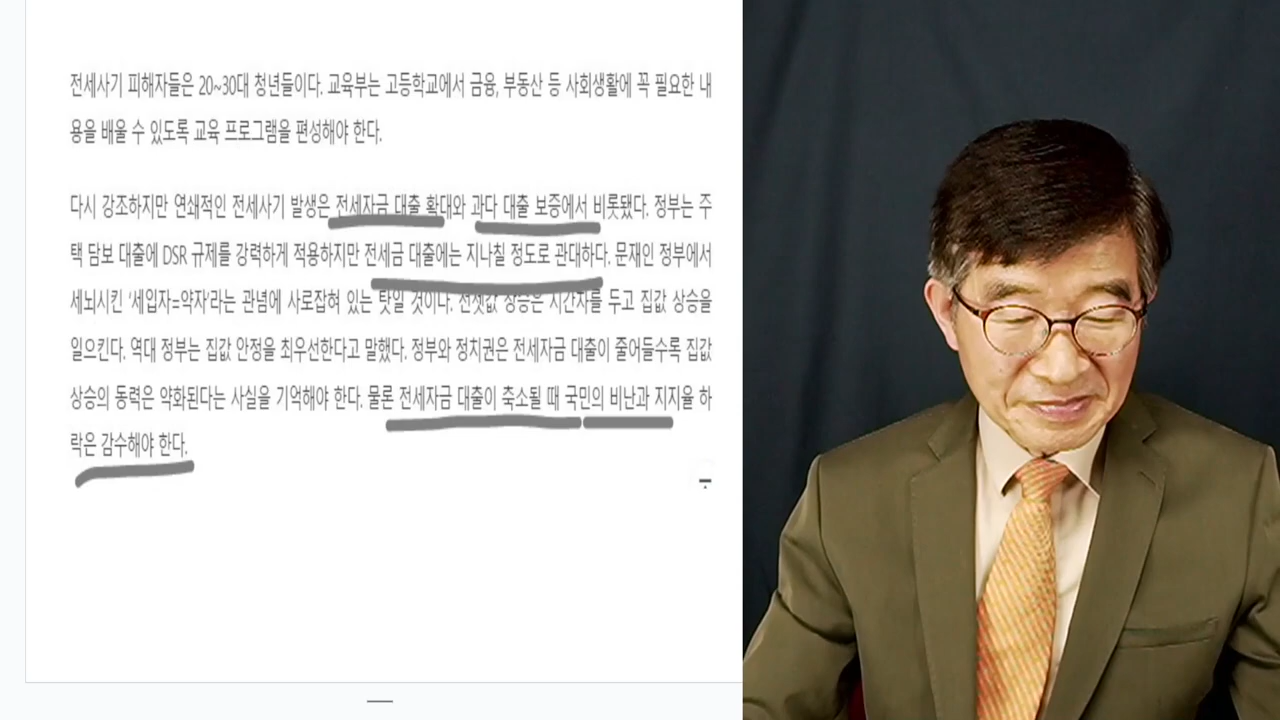 전세사기 피해자들은 20~30대 청년들이다. 교육부는 고등학교에서 금융, 부동산 등 사회생활에 꼭 필요한 내
용을 배울 수 있도록 교육 프로그램을 편성해야 한다.
다시 강조하지만 연쇄적인 전세사기 발생은 전세자금 대출 확대와 과다 대출 보증에서 비롯됐다. 정부는 주
택 담보 대출에 DSR 규제를 강력하게 적용하지만 전세금 대출에는 지나칠 정도로 관대하다. 문재인 정부에서
세뇌시킨 '세입자=약자'라는 관념에 사로잡혀 있는 탓일 것이다. 전셋값 상승은 시간차를 두고 집값 상승을
일으킨다. 역대 정부는 집값 안정을 최우선한다고 말했다. 정부와 정치권은 전세자금 대출이 줄어들수록 집값
상승의 동력은 약화된다는 사실을 기억해야 한다. 물론 전세자금 대출이 축소될 때 국민의 비난과 지지율 하
락은 감수해야 한다.